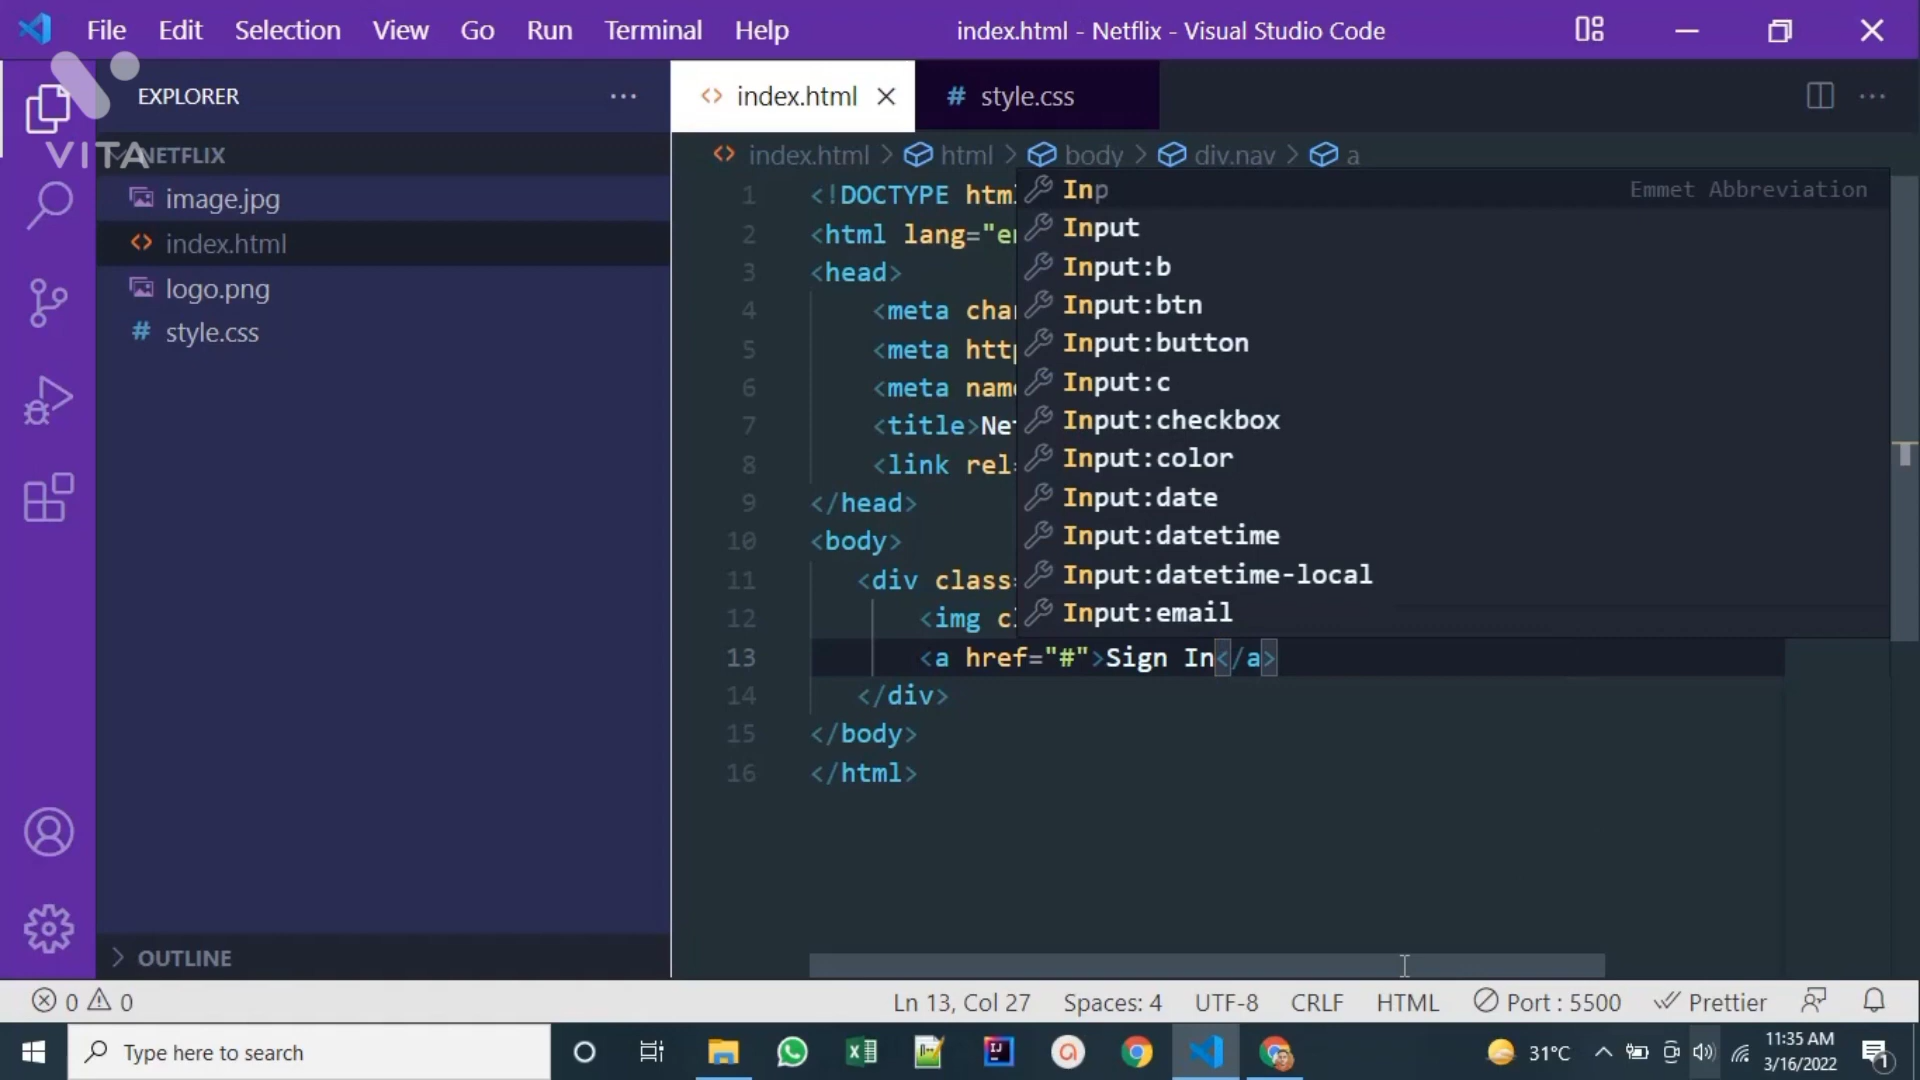 File Edit Selection View Go Run Terminal Help
index.html - Netflix - Visual Studio Code
VITA
EXPLORER
NETFLIX
image.jpg
index.html
logo.png
style.css
OUTLINE
index.html
# style.css
index.html > html > body > div.nav > a
1 <!DOCTYPE htm
2 <html lang="e
3 <head>
4 <meta cha
5 <meta http
6 <meta nam
7 <title>Ne
8 <link rel
9 </head>
10 <body>
11 <div class
12 <img c
13 <a href="#">Sign In</a>
14 </div>
15 </body>
16 </html>
Inp Emmet Abbreviation
Input
Input:b
Input:btn
Input:button
Input:c
Input:checkbox
Input:color
Input:date
Input:datetime
Input:datetime-local
Input:email
0 0 Ln 13, Col 27 Spaces: 4 UTF-8 CRLF HTML Port : 5500 Prettier
Type here to search
31°C
11:35 AM
3/16/2022
1